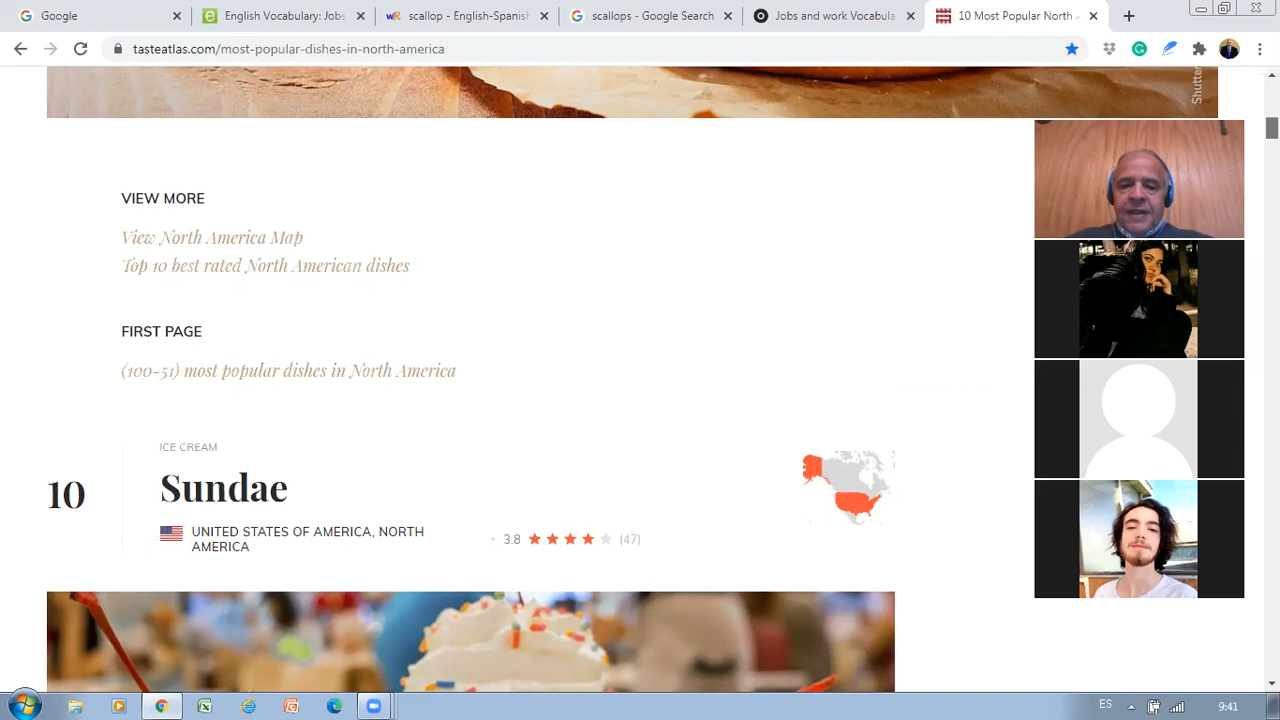 Google
English Vocabulary: Jobs
scallop - English-Spanis
scallops - Google Search
Jobs and work Vocabula
10 Most Popular North
tasteatlas.com/most-popular-dishes-in-north-america
Shutter
VIEW MORE
View North America Map
Top 10 best rated North American dishes
FIRST PAGE
(100-51) most popular dishes in North America
ICE CREAM
10
Sundae
UNITED STATES OF AMERICA, NORTH
AMERICA
3.8
(47)
ES
9:41